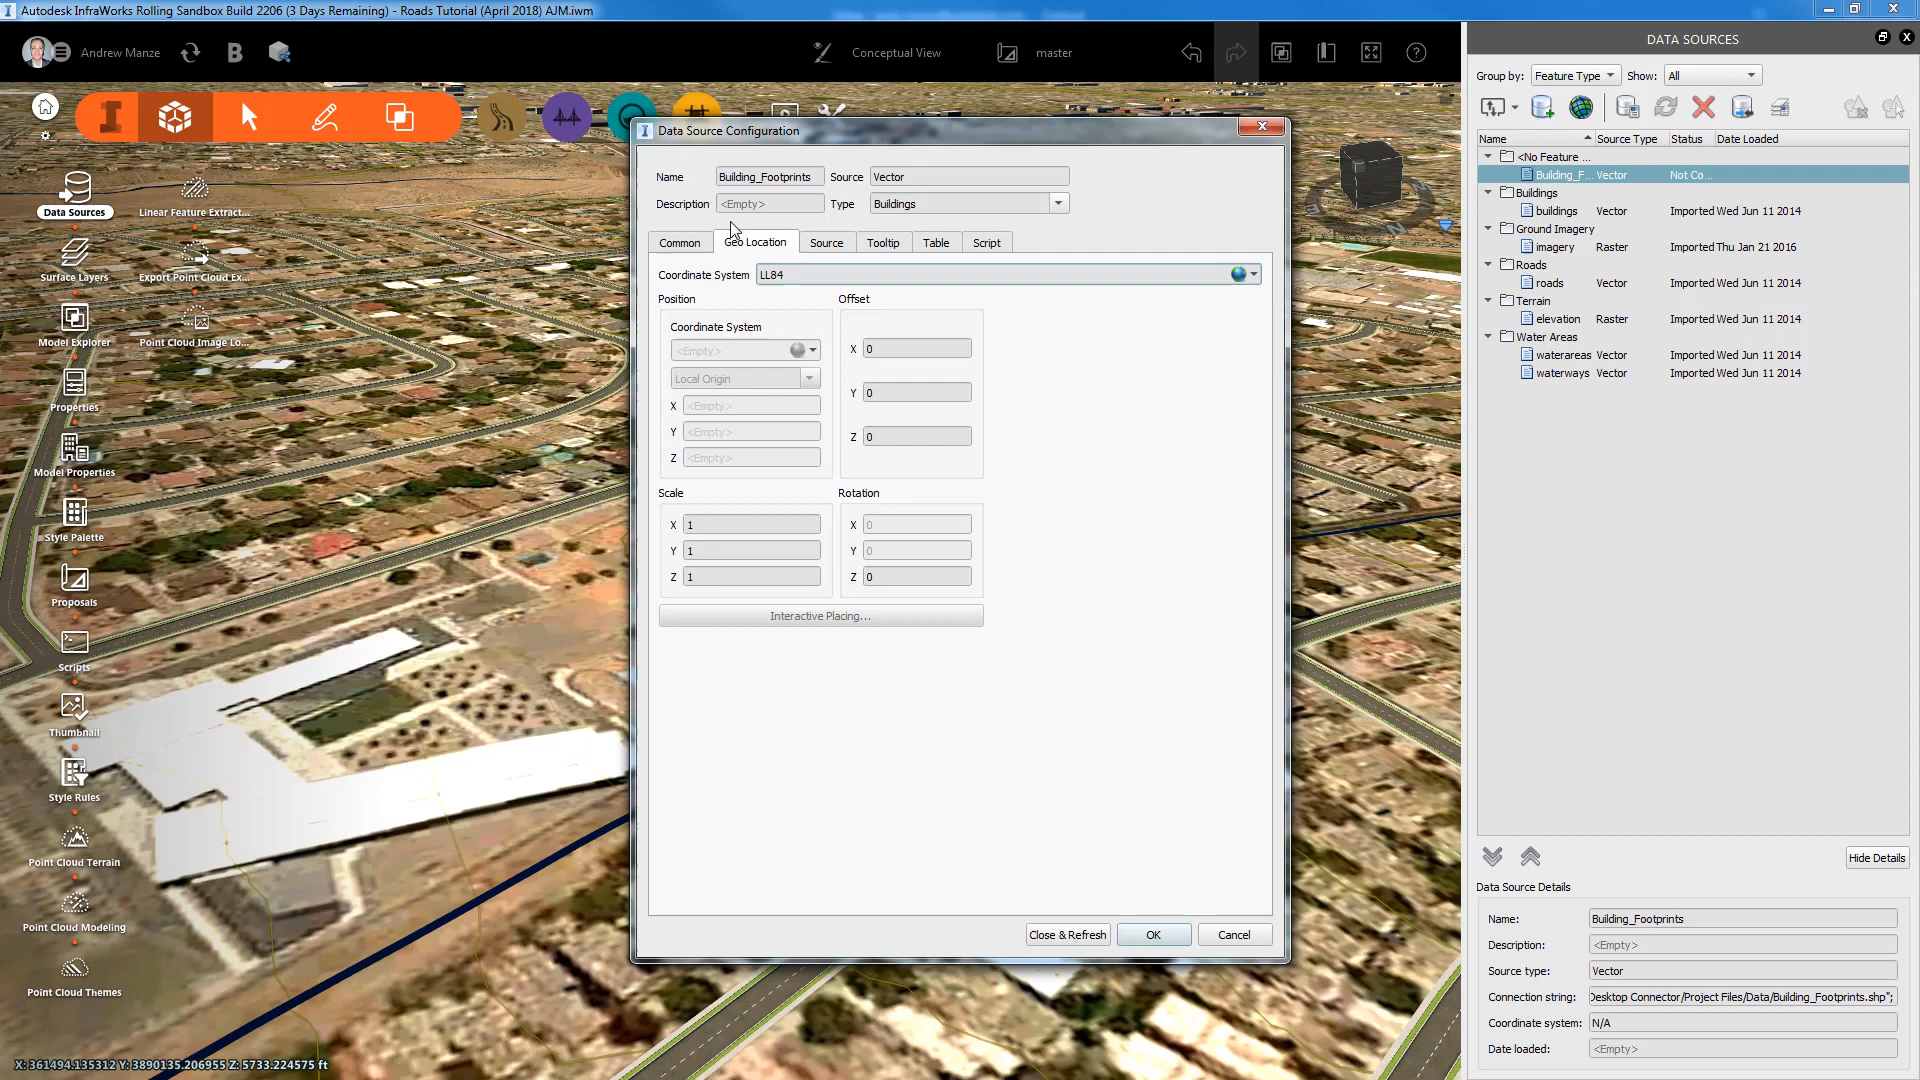 Autodesk InfraWorks Rolling Sandbox Build 2206 (3 Days Remaining) - Roads Tutorial (April 2018) AJM.iwm
Andrew Manze
B
Conceptual View
master
Data Sources
Linear Feature Extract...
Surface Layers
Export Point Cloud Ex...
Model Explorer
Point Cloud Image Lo...
Properties
Model Properties
Style Palette
Proposals
Scripts
Thumbnail
Style Rules
Point Cloud Terrain
Point Cloud Modeling
Point Cloud Themes
X: 361494.135312 Y: 3890135.206955 Z: 5733.224575 ft
Data Source Configuration
Name Building_Footprints Source Vector
Description <Empty> Type Buildings
Common Geo Location Source Tooltip Table Script
Coordinate System LL84
Position Offset
Coordinate System
<Empty>
Local Origin
X <Empty>
Y <Empty>
Z <Empty>
X 0
Y 0
Z 0
Scale Rotation
X 1 X 0
Y 1 Y 0
Z 1 Z 0
Interactive Placing...
Close & Refresh OK Cancel
DATA SOURCES
Group by: Feature Type Show: All
Name Source Type Status Date Loaded
<No Feature ...
Building_F... Vector Not Co...
Buildings
buildings Vector Imported Wed Jun 11 2014
Ground Imagery
imagery Raster Imported Thu Jan 21 2016
Roads
roads Vector Imported Wed Jun 11 2014
Terrain
elevation Raster Imported Wed Jun 11 2014
Water Areas
waterareas Vector Imported Wed Jun 11 2014
waterways Vector Imported Wed Jun 11 2014
Hide Details
Data Source Details
Name: Building_Footprints
Description: <Empty>
Source type: Vector
Connection string: Desktop Connector/Project Files/Data/Building_Footprints.shp";
Coordinate system: N/A
Date loaded: <Empty>